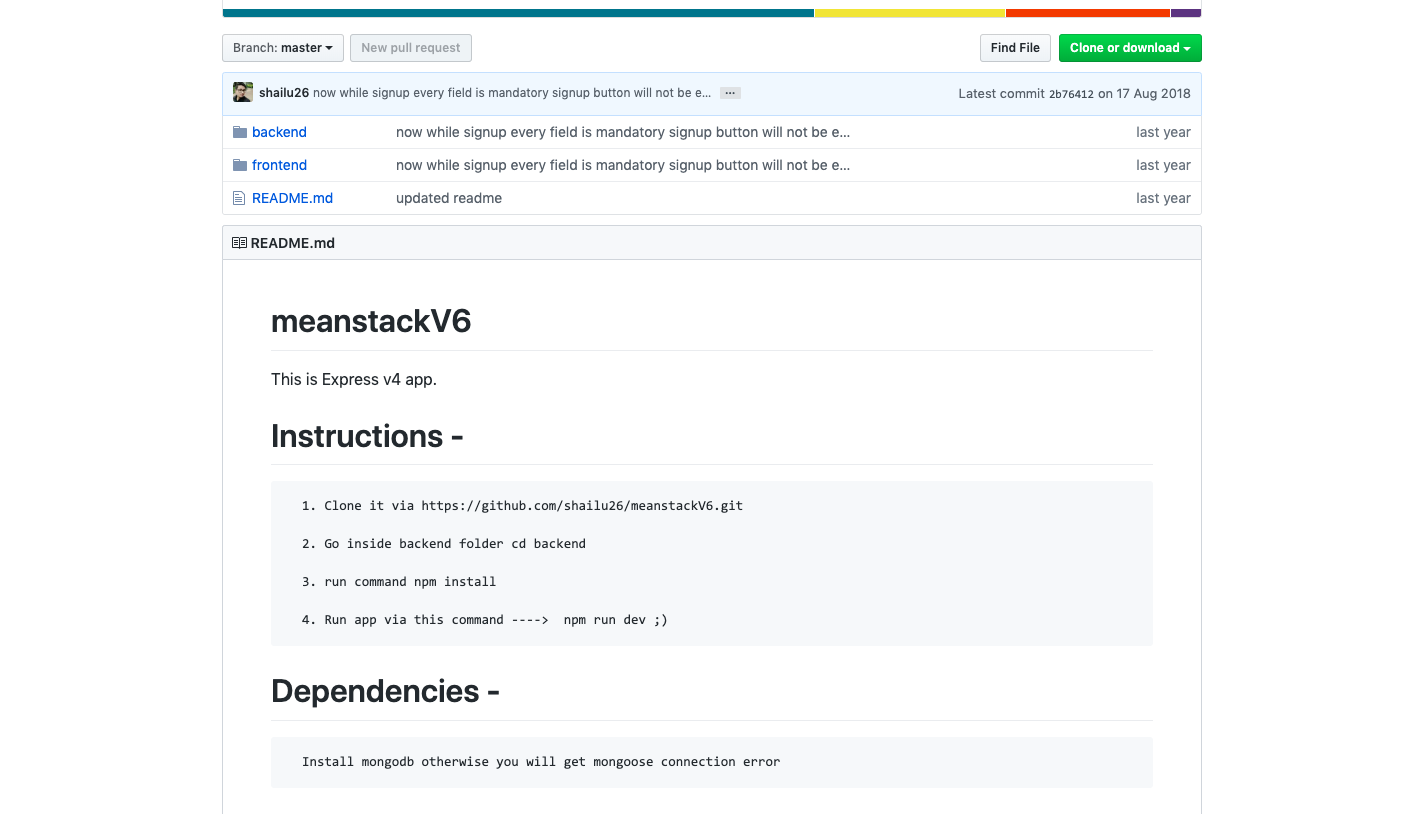 Branch: master New pull request Find File Clone or download
shailu26 now while signup every field is mandatory signup button will not be e... ... Latest commit 2b76412 on 17 Aug 2018
backend now while signup every field is mandatory signup button will not be e... last year
frontend now while signup every field is mandatory signup button will not be e... last year
README.md updated readme last year
README.md
meanstackV6
This is Express v4 app.
Instructions -
1. Clone it via https://github.com/shailu26/meanstackV6.git
2. Go inside backend folder cd backend
3. run command npm install
4. Run app via this command ----> npm run dev ;)
Dependencies -
Install mongodb otherwise you will get mongoose connection error